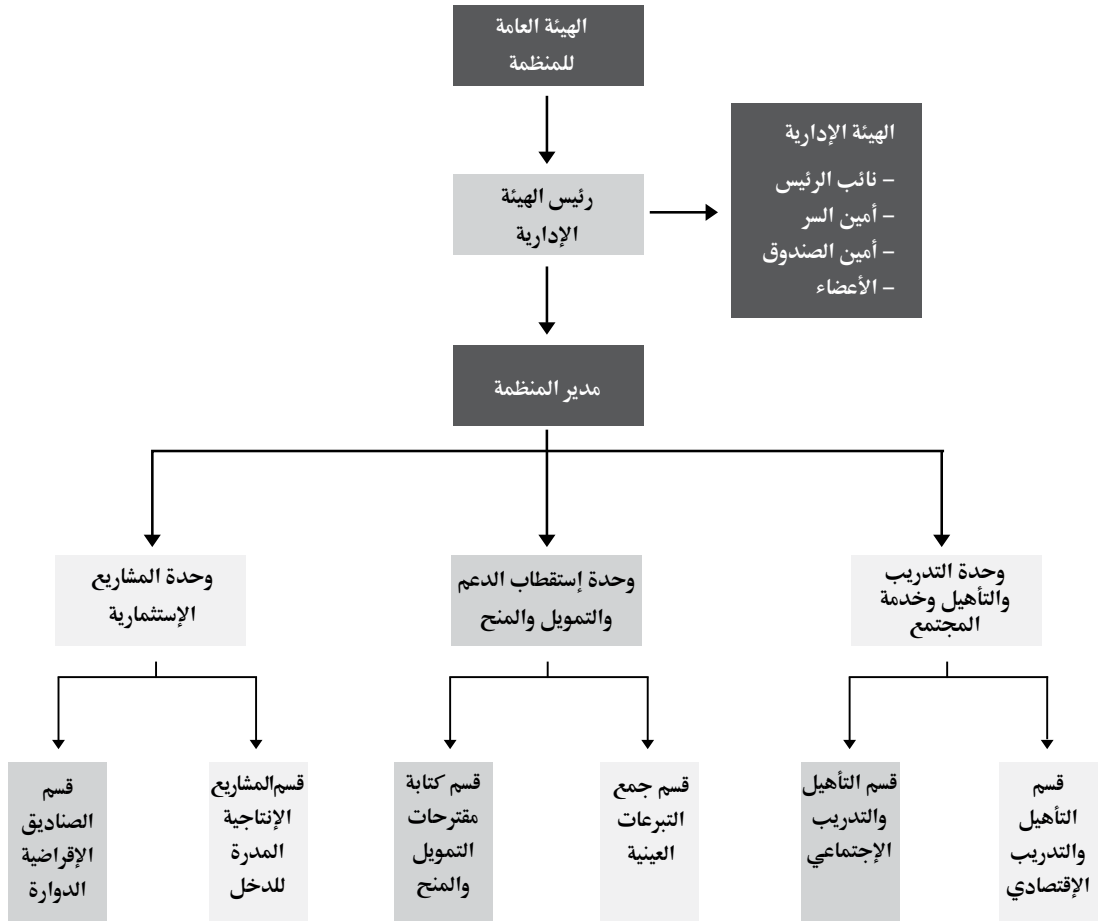 الهيئة العامة
للمنظمة
رئيس الهيئة
الإدارية
الهيئة الإدارية
– نائب الرئيس
– أمين السر
– أمين الصندوق
– الأعضاء
مدير المنظمة
وحدة التدريب
والتأهيل وخدمة
المجتمع
وحدة إستقطاب الدعم
والتمويل والمنح
وحدة المشاريع
الإستثمارية
قسم
التأهيل
والتدريب
الإقتصادي
قسم التأهيل
والتدريب
الإجتماعي
قسم جمع
التبرعات
العينية
قسم كتابة
مقترحات
التمويل
والمنح
قسم المشاريع
الإنتاجية
المدرة
للدخل
قسم
الصناديق
الإقراضية
الدوارة